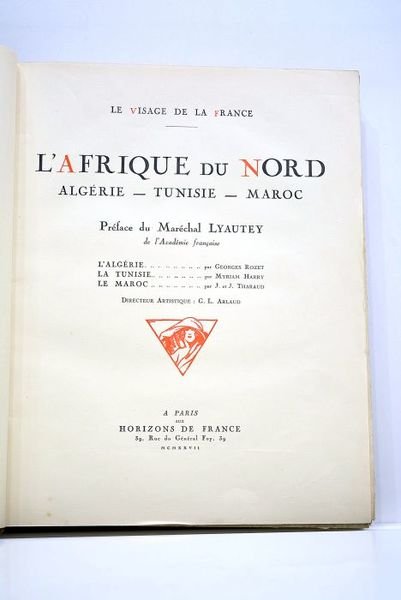 LE VISAGE DE LA FRANCE
L'AFRIQUE DU NORD
ALGÉRIE — TUNISIE — MAROC
Préface du Maréchal LYAUTEY
de l'Académie française
L'ALGÉRIE. . . . . . . . . par Georges Rozet
LA TUNISIE. . . . . . . . par Myriam Harry
LE MAROC . . . . . . . . par J. et J. Tharaud
Directeur Artistique : G. L. Arlaud
A PARIS
AUX
HORIZONS DE FRANCE
39, Rue du Général Foy, 39
MCMXXVII